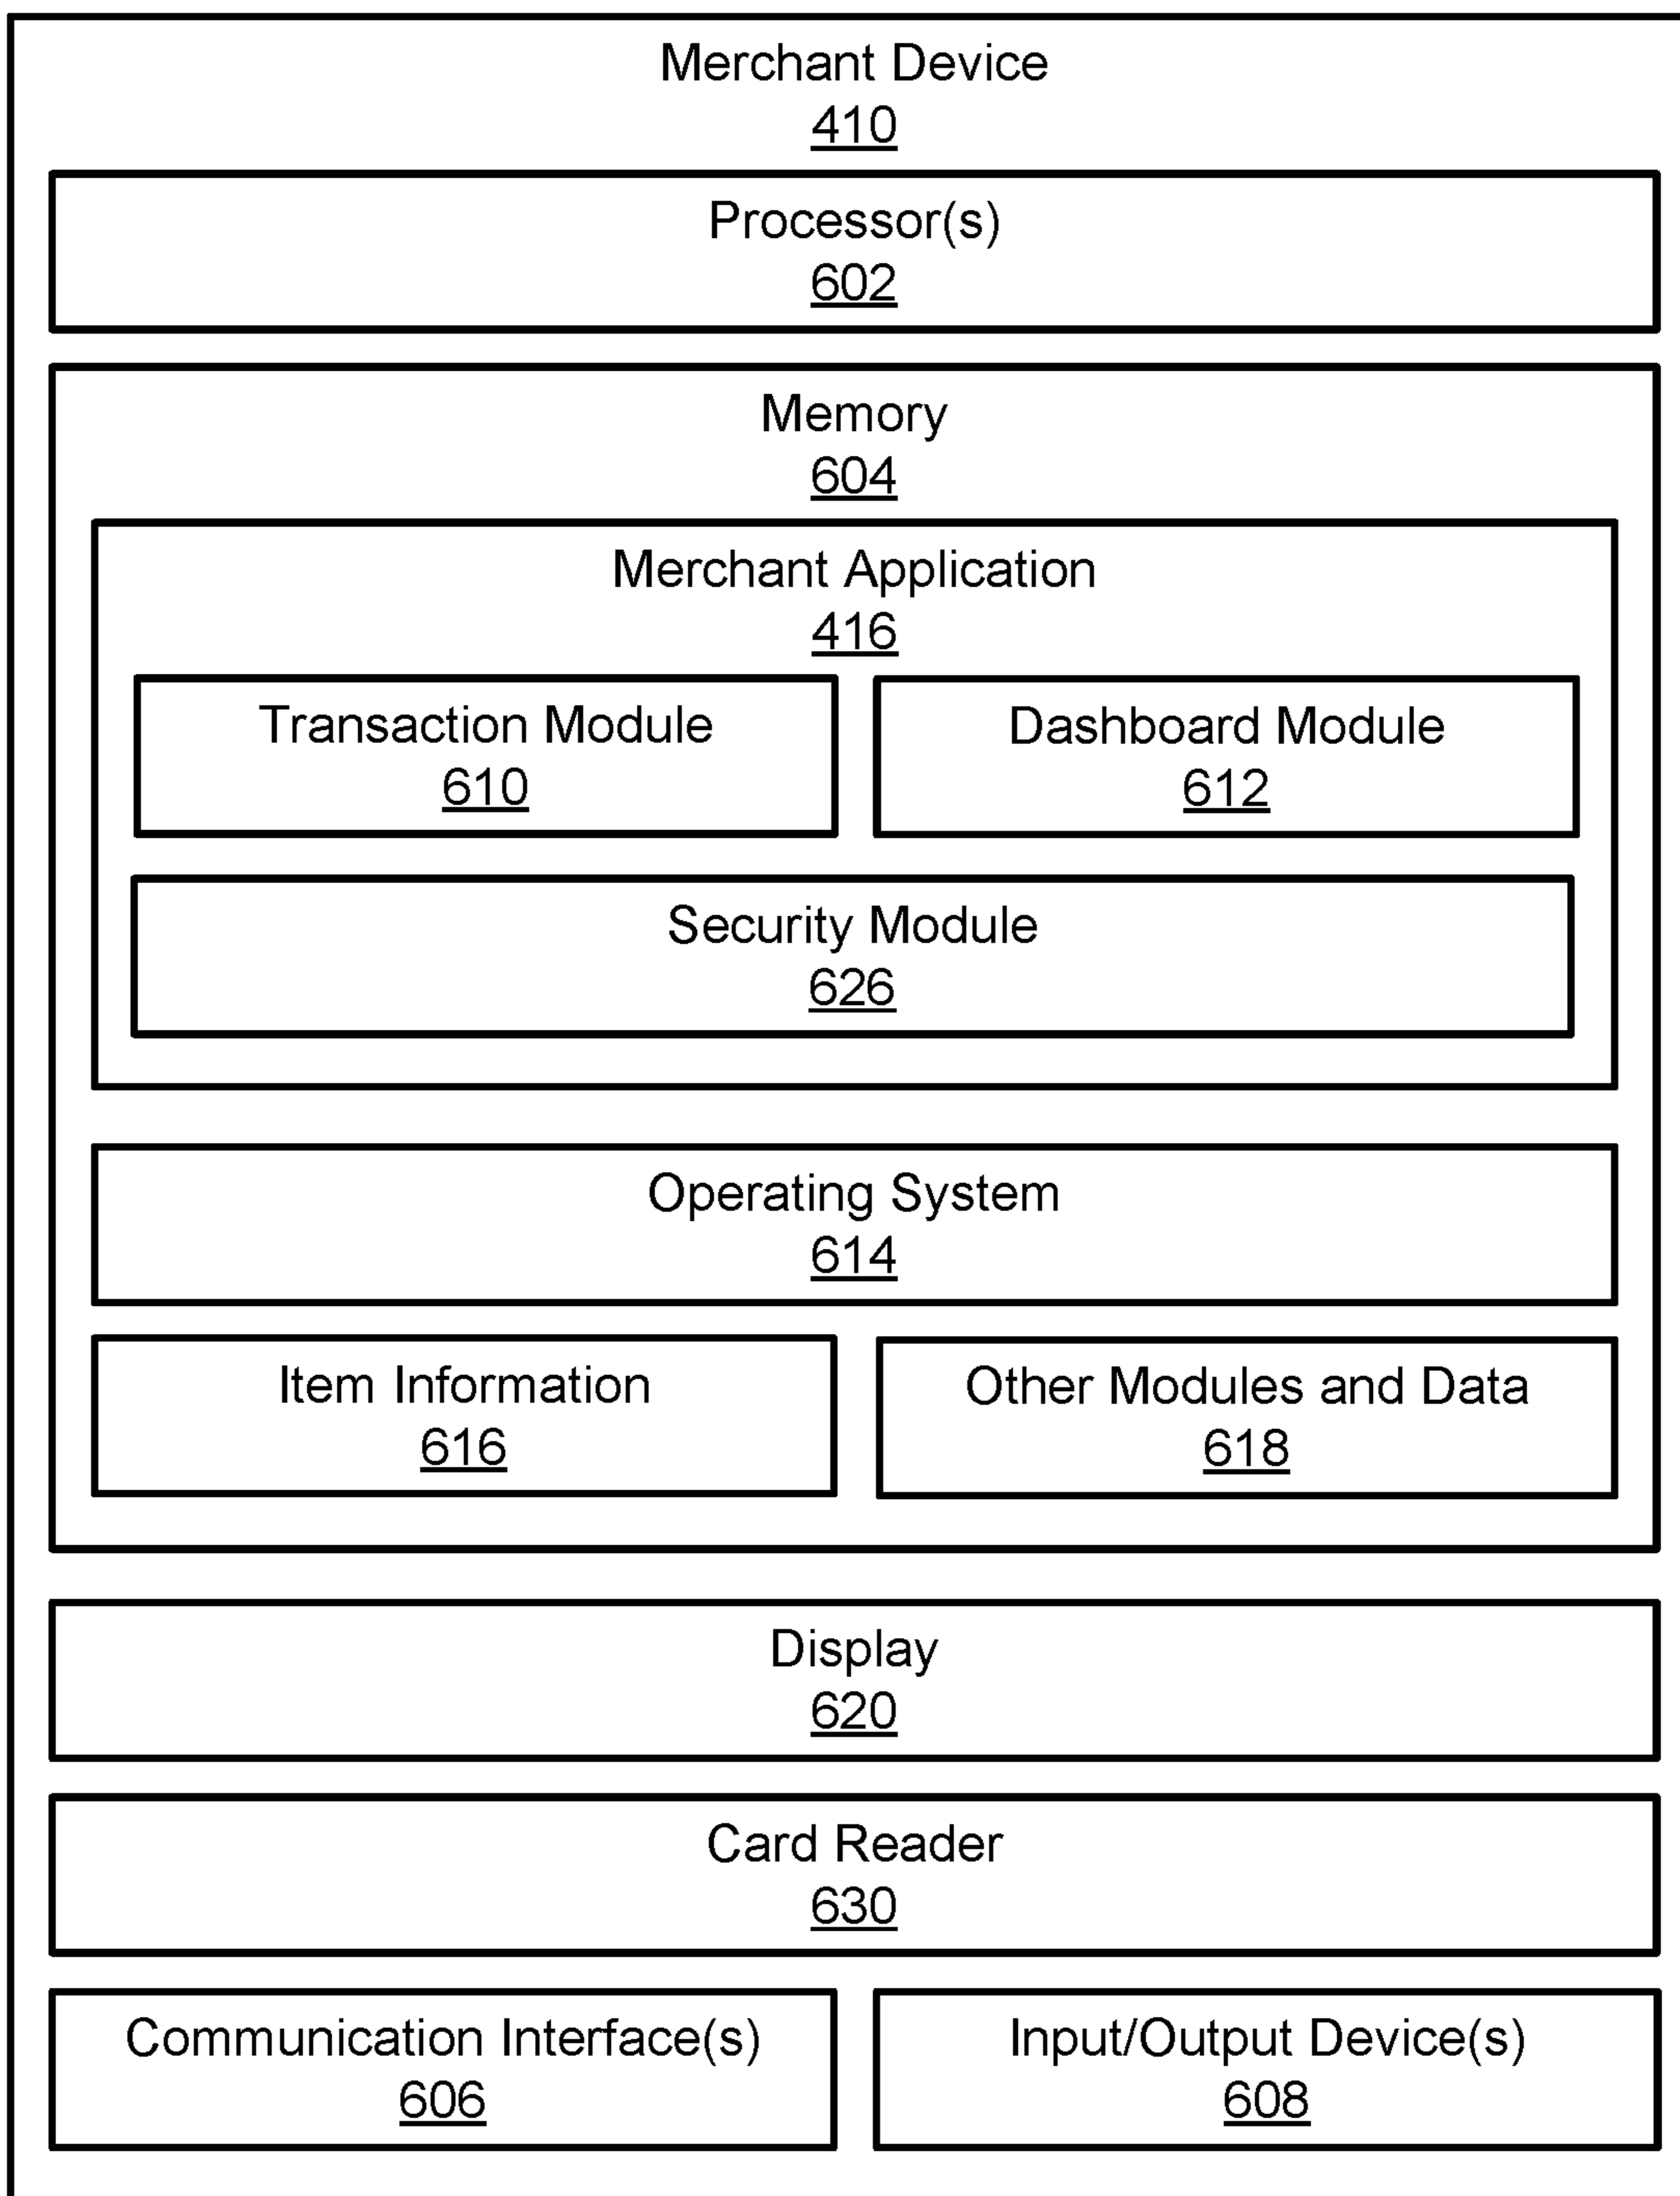 Merchant Device
410
Processor(s)
602
Memory
604
Merchant Application
416
Transaction Module
610
Dashboard Module
612
Security Module
626
Operating System
614
Item Information
616
Other Modules and Data
618
Display
620
Card Reader
630
Communication Interface(s)
606
Input/Output Device(s)
608